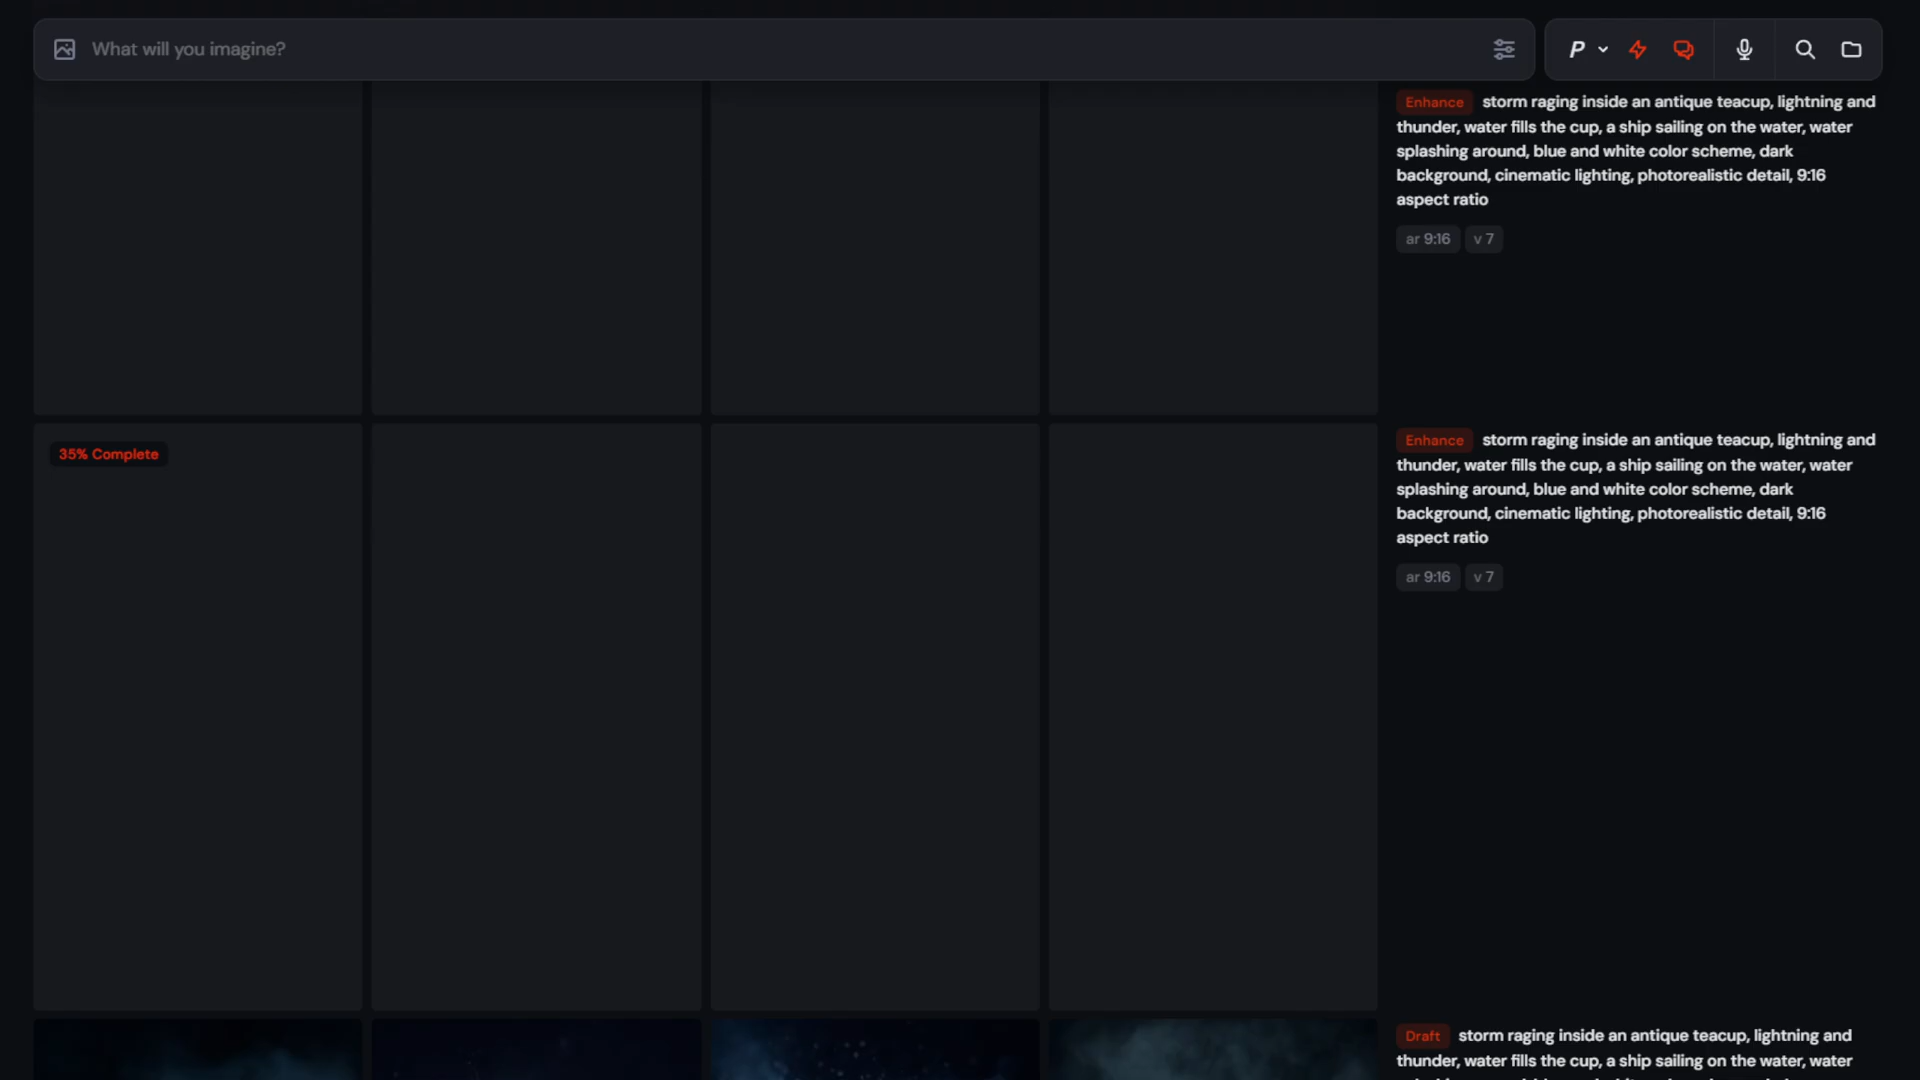 What will you imagine?
P
Enhance storm raging inside an antique teacup, lightning and
thunder, water fills the cup, a ship sailing on the water, water
splashing around, blue and white color scheme, dark
background, cinematic lighting, photorealistic detail, 9:16
aspect ratio
ar 9:16 v 7
35% Complete
Enhance storm raging inside an antique teacup, lightning and
thunder, water fills the cup, a ship sailing on the water, water
splashing around, blue and white color scheme, dark
background, cinematic lighting, photorealistic detail, 9:16
aspect ratio
ar 9:16 v 7
Draft storm raging inside an antique teacup, lightning and
thunder, water fills the cup, a ship sailing on the water, water